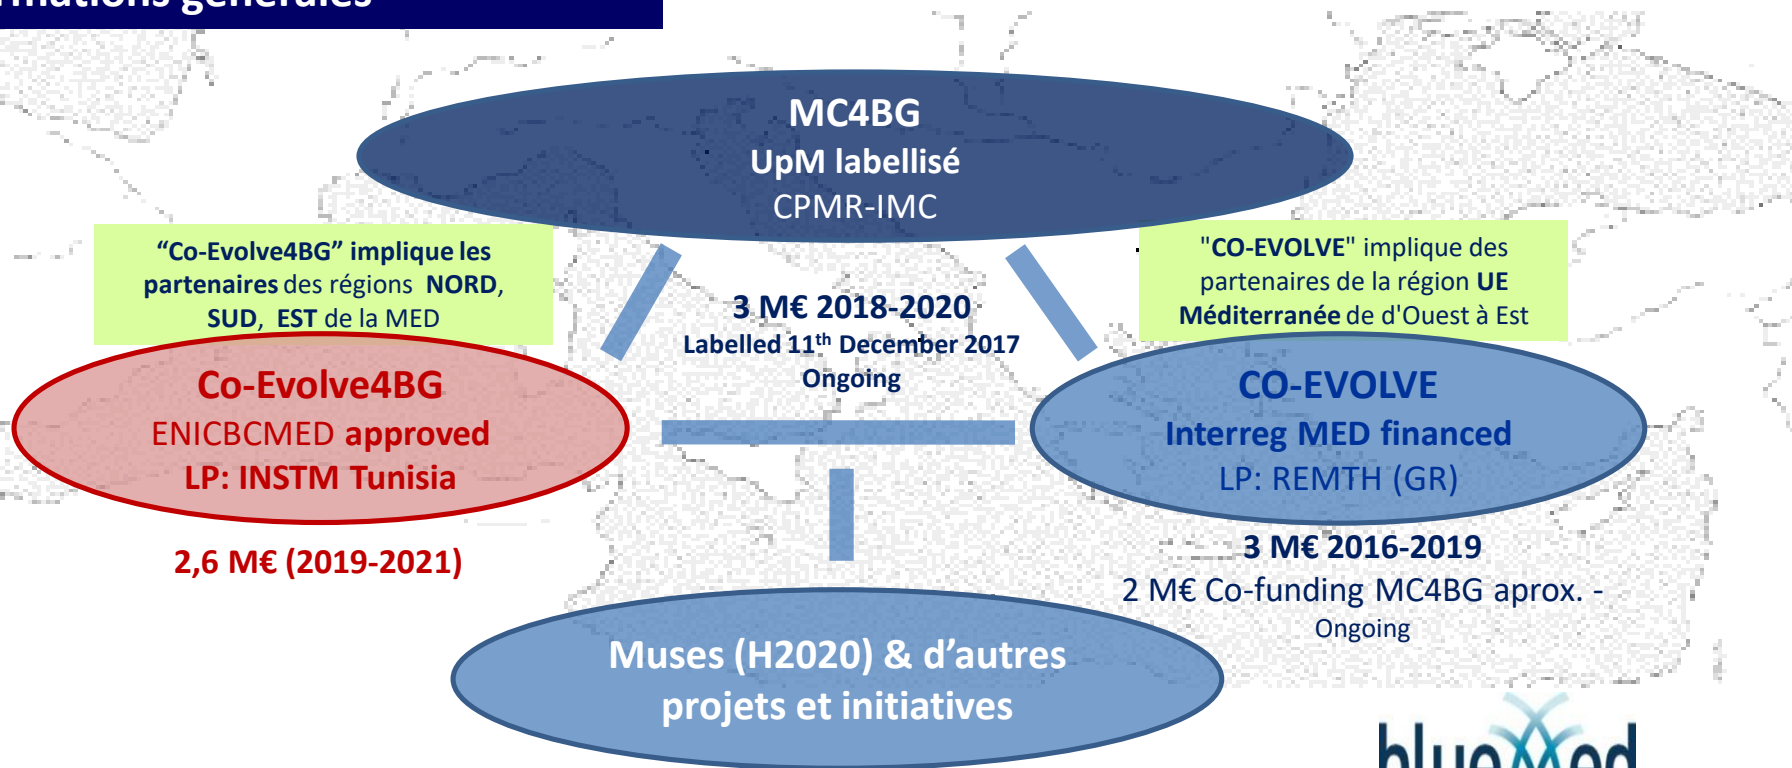 MC4BG
UpM labellisé
CPMR-IMC
“Co-Evolve4BG” implique les
partenaires des régions NORD,
SUD, EST de la MED
"CO-EVOLVE" implique des
partenaires de la région UE
Méditerranée de d'Ouest à Est
3 M€ 2018-2020
Labelled 11th December 2017
Ongoing
Co-Evolve4BG
ENICBCMED approved
LP: INSTM Tunisia
2,6 M€ (2019-2021)
CO-EVOLVE
Interreg MED financed
LP: REMTH (GR)
3 M€ 2016-2019
2 M€ Co-funding MC4BG aprox. -
Ongoing
Muses (H2020) & d’autres
projets et initiatives
bluemed